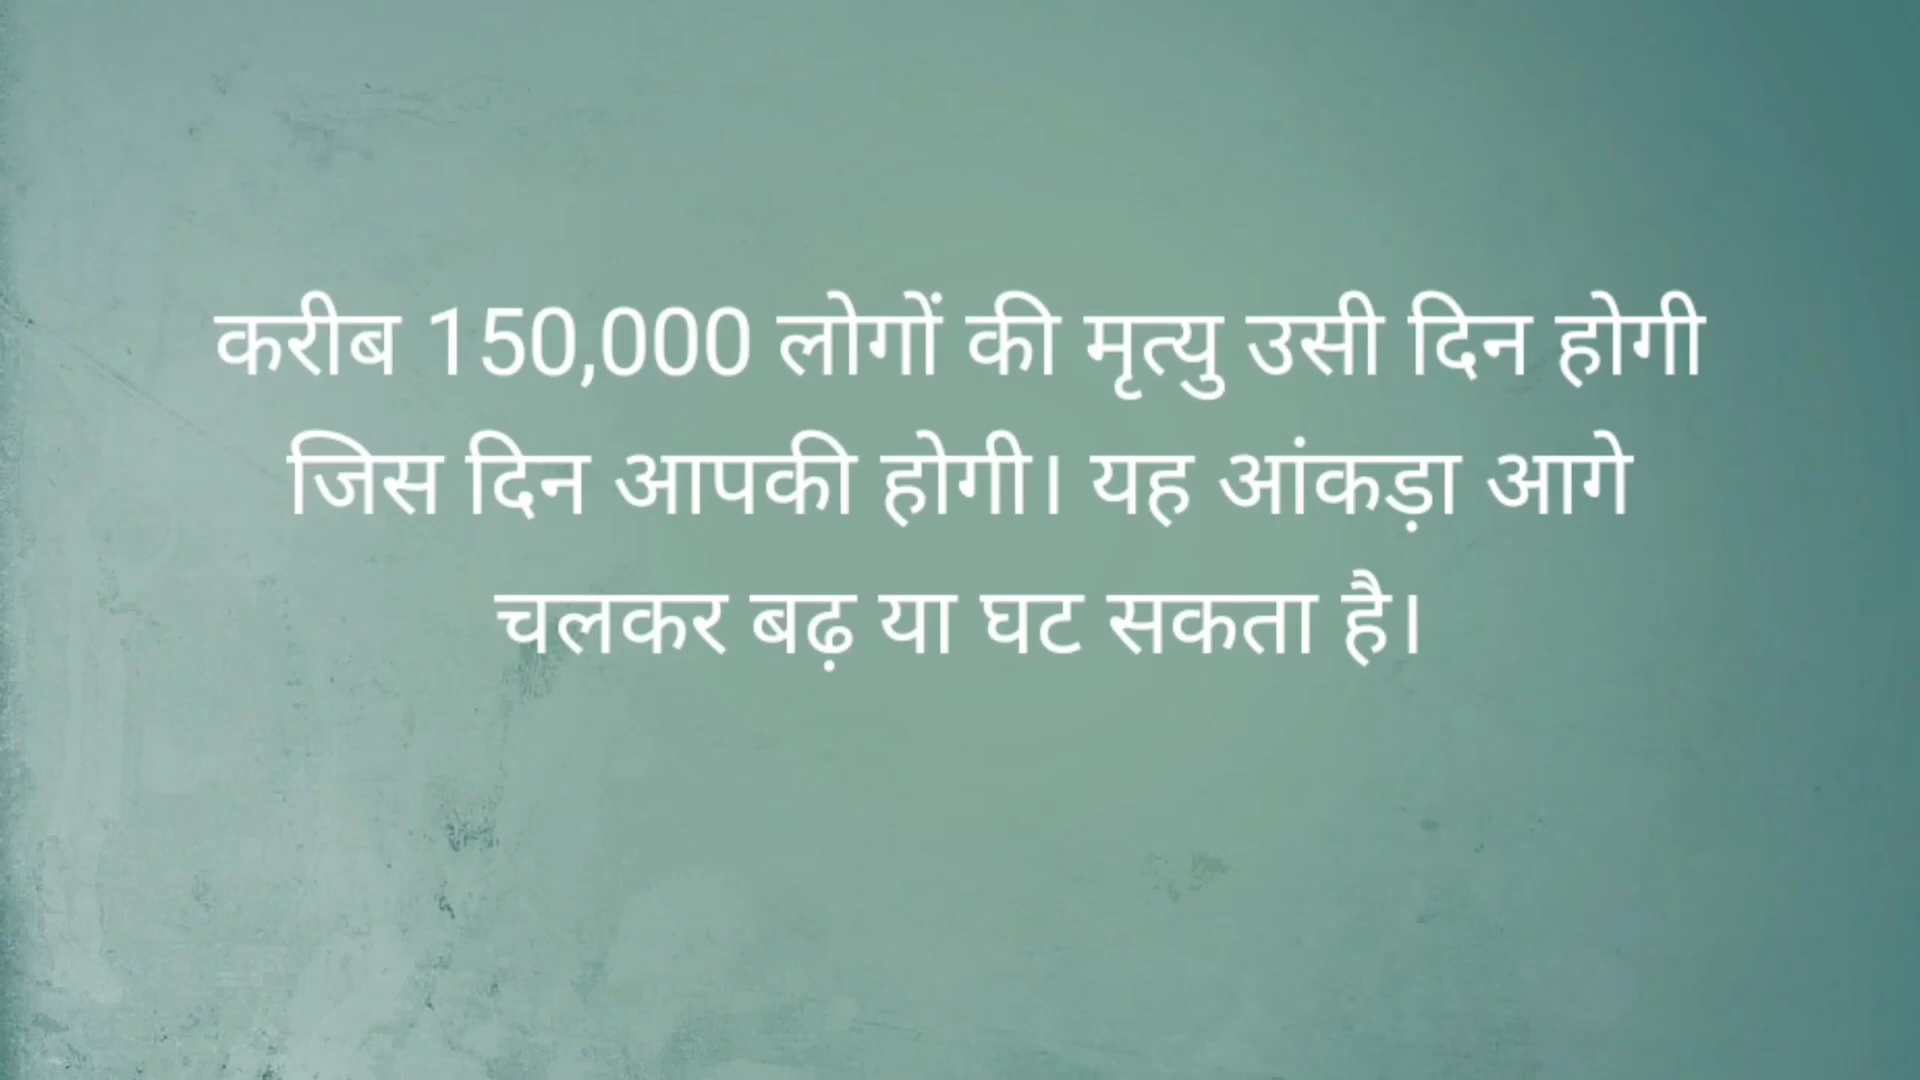 करीब 150,000 लोगों की मृत्यु उसी दिन होगी
जिस दिन आपकी होगी। यह आंकड़ा आगे
चलकर बढ़ या घट सकता है।